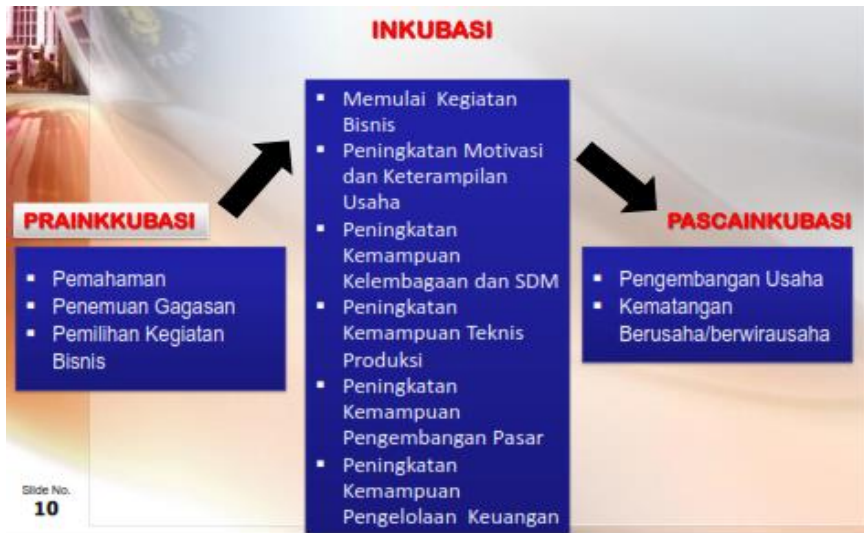 INKUBASI
PRAINKKUBASI
▪ Pemahaman
▪ Penemuan Gagasan
▪ Pemilihan Kegiatan
Bisnis
▪ Memulai Kegiatan
Bisnis
▪ Peningkatan Motivasi
dan Keterampilan
Usaha
▪ Peningkatan
Kemampuan
Kelembagaan dan SDM
▪ Peningkatan
Kemampuan Teknis
Produksi
▪ Peningkatan
Kemampuan
Pengembangan Pasar
▪ Peningkatan
Kemampuan
Pengelolaan Keuangan
PASCAINKUBASI
▪ Pengembangan Usaha
▪ Kematangan
Berusaha/berwirausaha
Slide No.
10